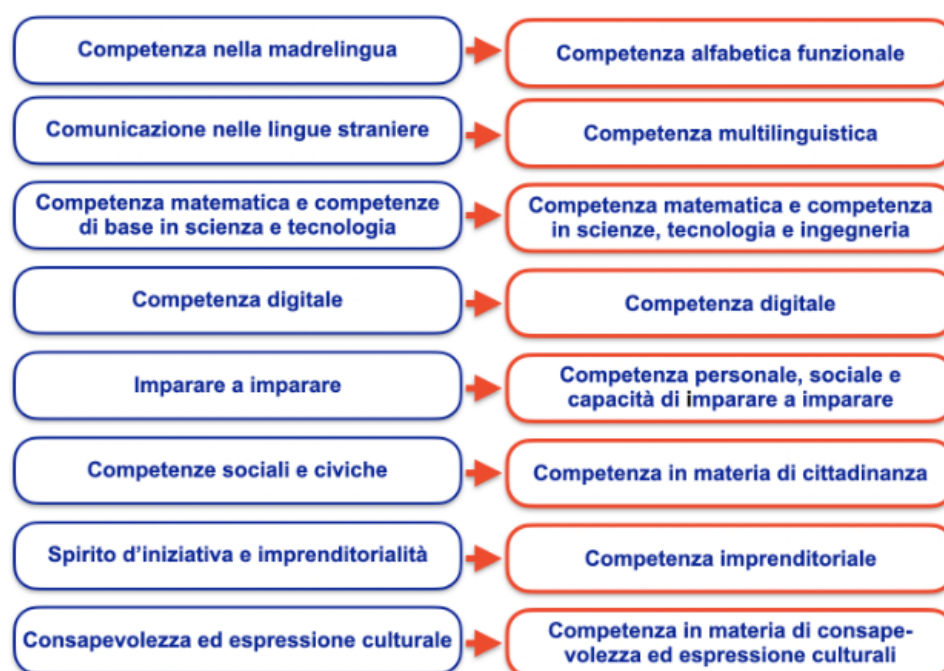 Competenza nella madrelingua
Competenza alfabetica funzionale
Comunicazione nelle lingue straniere
Competenza multilinguistica
Competenza matematica e competenze
di base in scienza e tecnologia
Competenza matematica e competenza
in scienze, tecnologia e ingegneria
Competenza digitale
Competenza digitale
Imparare a imparare
Competenza personale, sociale e
capacità di imparare a imparare
Competenze sociali e civiche
Competenza in materia di cittadinanza
Spirito d'iniziativa e imprenditorialità
Competenza imprenditoriale
Consapevolezza ed espressione culturale
Competenza in materia di consape-
volezza ed espressione culturali